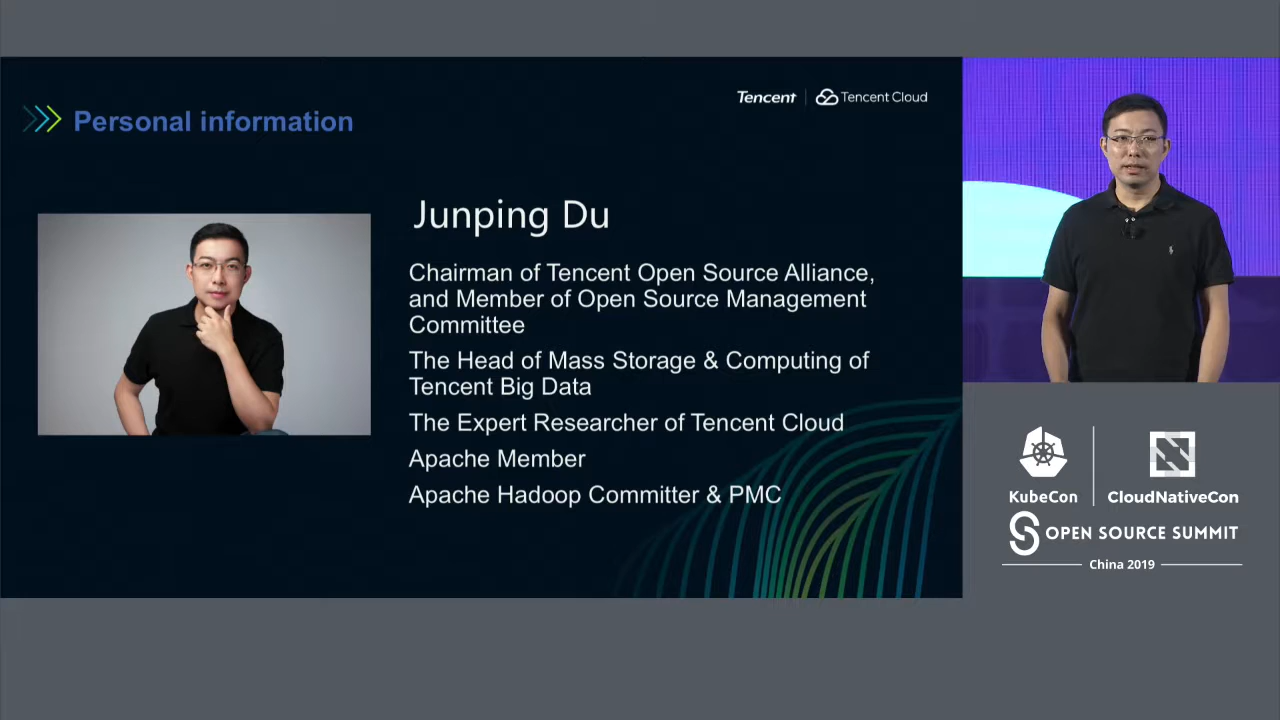 Tencent | Tencent Cloud
Personal information
Junping Du
Chairman of Tencent Open Source Alliance,
and Member of Open Source Management
Committee
The Head of Mass Storage & Computing of
Tencent Big Data
The Expert Researcher of Tencent Cloud
Apache Member
Apache Hadoop Committer & PMC
KubeCon
CloudNativeCon
OPEN SOURCE SUMMIT
China 2019